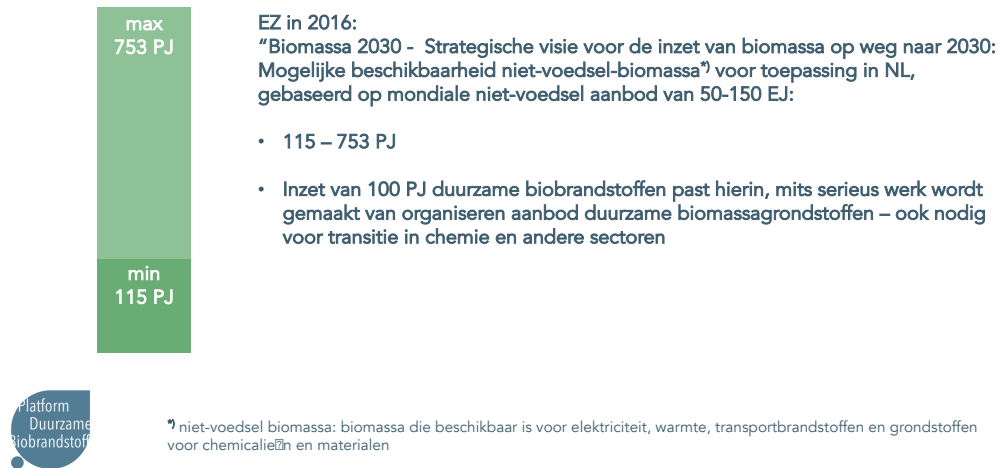 max
753 PJ
EZ in 2016:
“Biomassa 2030 - Strategische visie voor de inzet van biomassa op weg naar 2030:
Mogelijke beschikbaarheid niet-voedsel-biomassa*) voor toepassing in NL,
gebaseerd op mondiale niet-voedsel aanbod van 50-150 EJ:
• 115 – 753 PJ
• Inzet van 100 PJ duurzame biobrandstoffen past hierin, mits serieus werk wordt
gemaakt van organiseren aanbod duurzame biomassagrondstoffen – ook nodig
voor transitie in chemie en andere sectoren
min
115 PJ
Platform
Duurzame
Biobrandstoff
*) niet-voedsel biomassa: biomassa die beschikbaar is voor elektriciteit, warmte, transportbrandstoffen en grondstoffen
voor chemicalie�n en materialen